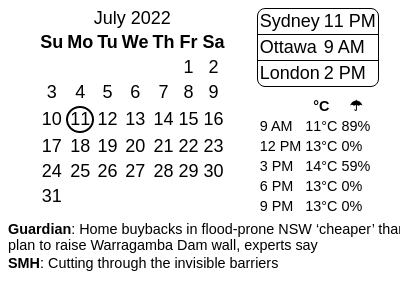 July 2022
Su Mo Tu We Th Fr Sa
1 2
3 4 5 6 7 8 9
10 11 12 13 14 15 16
17 18 19 20 21 22 23
24 25 26 27 28 29 30
31
Sydney 11 PM
Ottawa 9 AM
London 2 PM
°C ☂
9 AM 11°C 89%
12 PM 13°C 0%
3 PM 14°C 59%
6 PM 13°C 0%
9 PM 13°C 0%
Guardian: Home buybacks in flood-prone NSW ‘cheaper’ than
plan to raise Warragamba Dam wall, experts say
SMH: Cutting through the invisible barriers